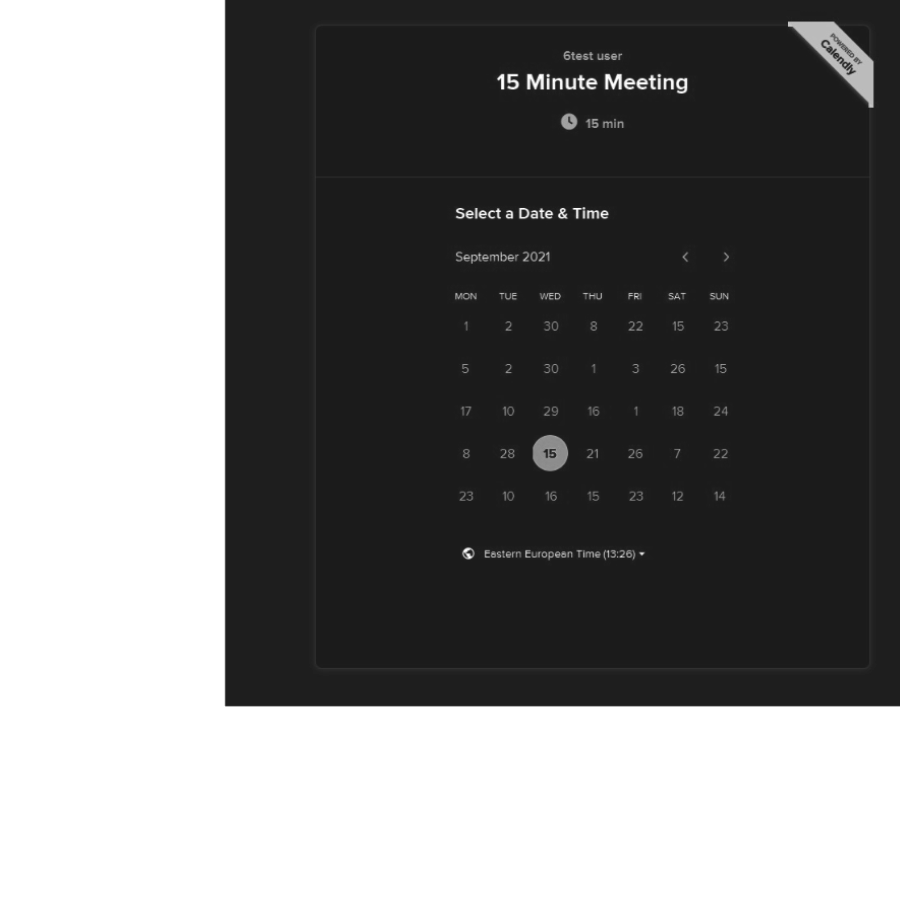 POWERED BY
Calendly
6test user
15 Minute Meeting
15 min
Select a Date & Time
September 2021
MON TUE WED THU FRI SAT SUN
1 2 30 8 22 15 23
5 2 30 1 3 26 15
17 10 29 16 1 18 24
8 28 15 21 26 7 22
23 10 16 15 23 12 14
Eastern European Time (13:26)